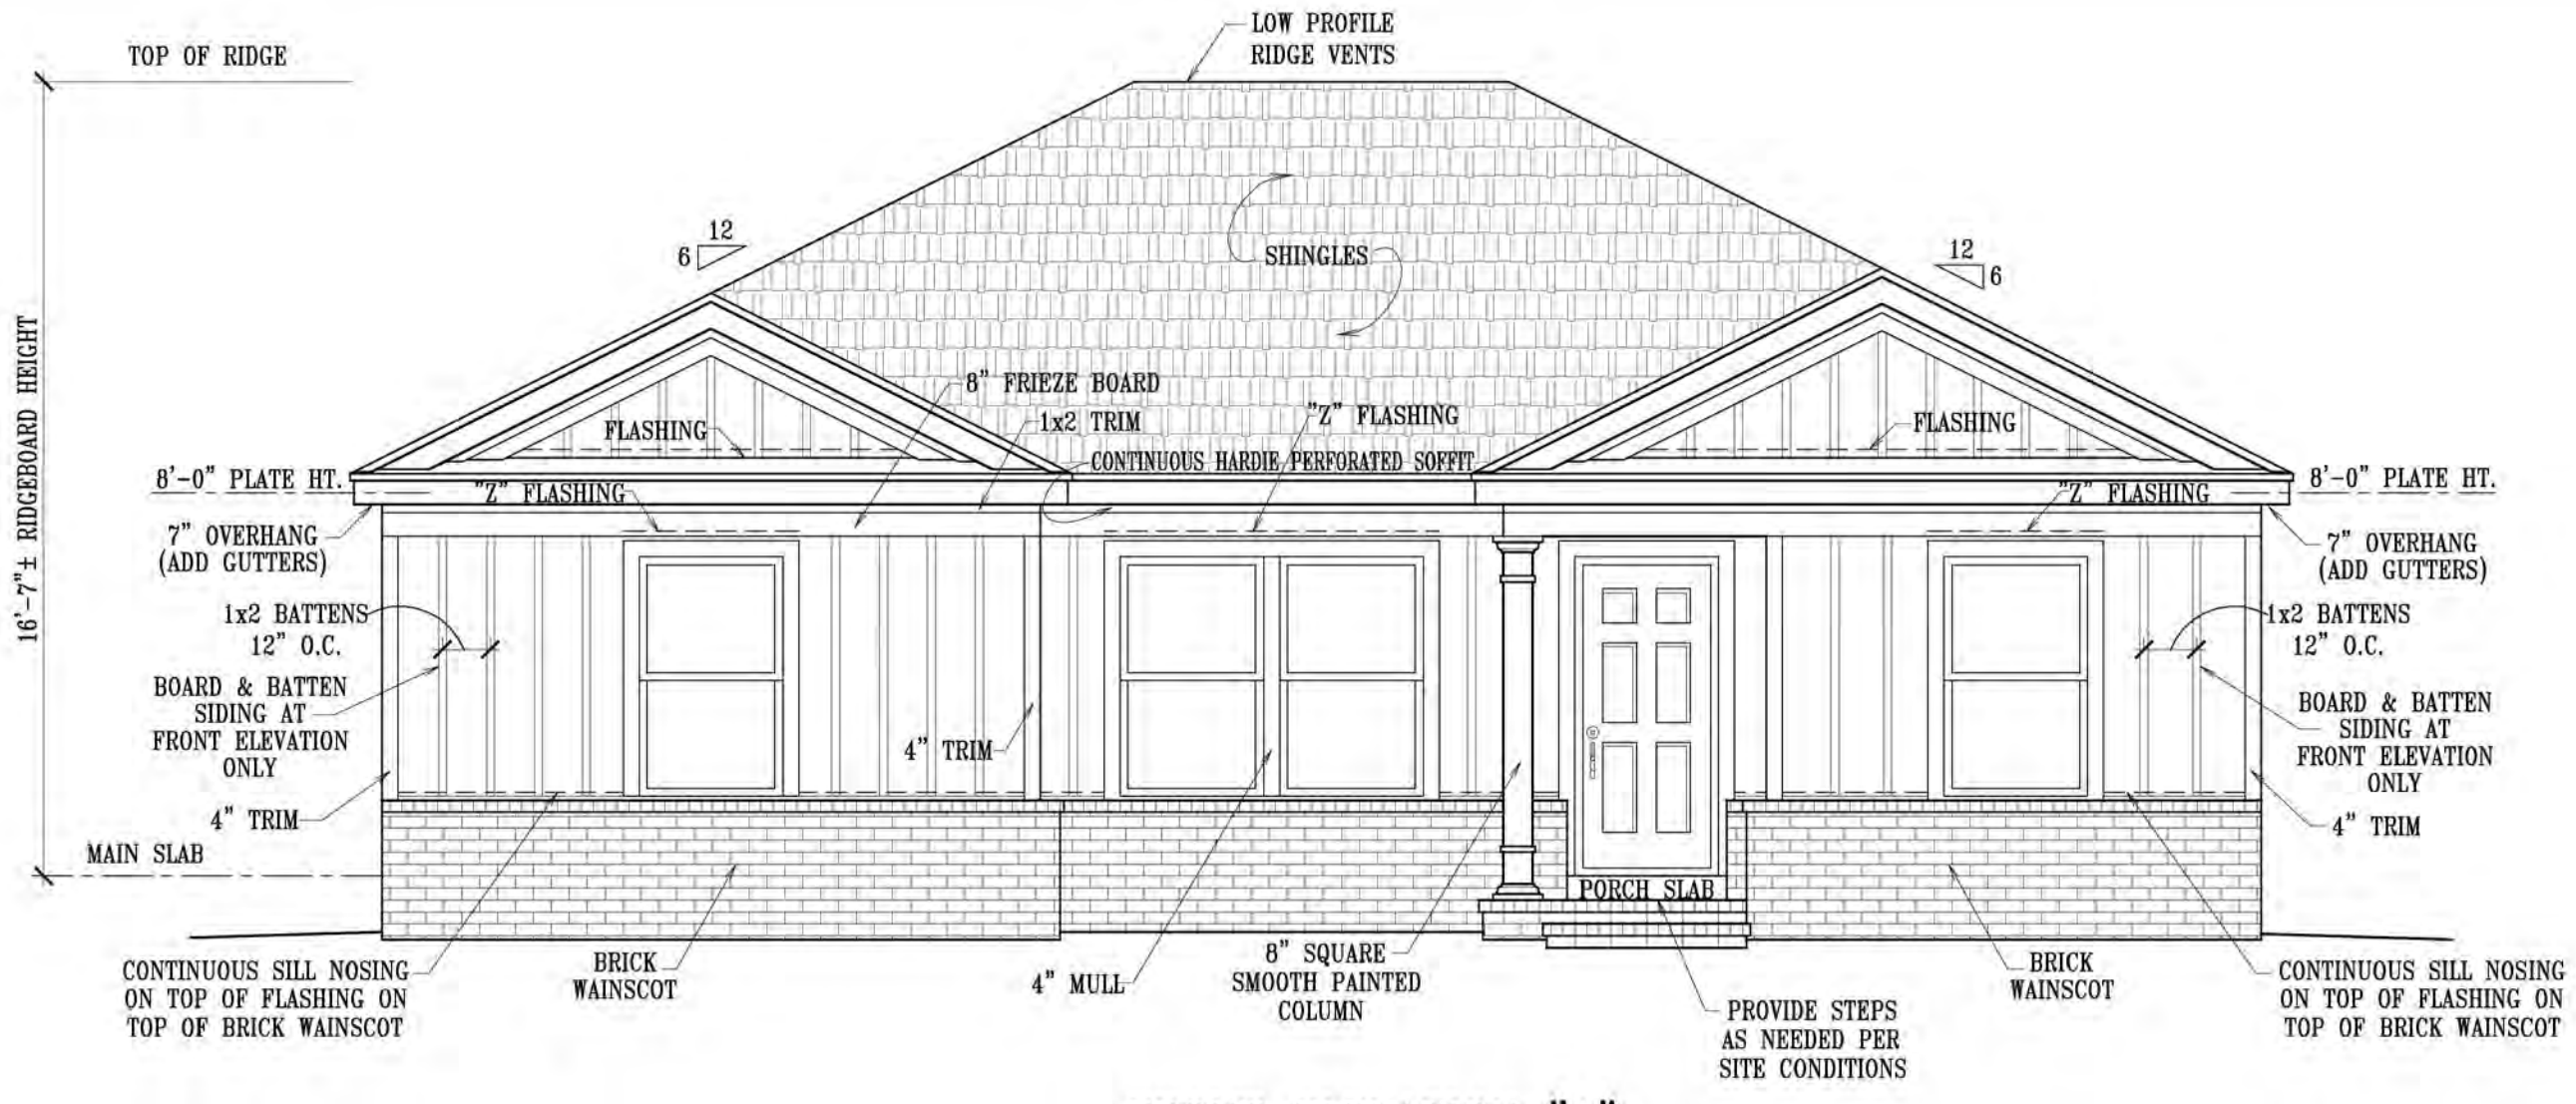 LOW PROFILE
RIDGE VENTS
TOP OF RIDGE
12
6
12
6
SHINGLES
16'-7"± RIDGEBOARD HEIGHT
8" FRIEZE BOARD
1x2 TRIM
"Z" FLASHING
FLASHING
FLASHING
CONTINUOUS HARDIE PERFORATED SOFFIT
8'-0" PLATE HT.
"Z" FLASHING
"Z" FLASHING
8'-0" PLATE HT.
7" OVERHANG
(ADD GUTTERS)
7" OVERHANG
(ADD GUTTERS)
1x2 BATTENS
12" O.C.
1x2 BATTENS
12" O.C.
BOARD & BATTEN
SIDING AT
FRONT ELEVATION
ONLY
BOARD & BATTEN
SIDING AT
FRONT ELEVATION
ONLY
4" TRIM
4" TRIM
4" TRIM
MAIN SLAB
PORCH SLAB
CONTINUOUS SILL NOSING
ON TOP OF FLASHING ON
TOP OF BRICK WAINSCOT
BRICK
WAINSCOT
4" MULL
8" SQUARE
SMOOTH PAINTED
COLUMN
PROVIDE STEPS
AS NEEDED PER
SITE CONDITIONS
BRICK
WAINSCOT
CONTINUOUS SILL NOSING
ON TOP OF FLASHING ON
TOP OF BRICK WAINSCOT